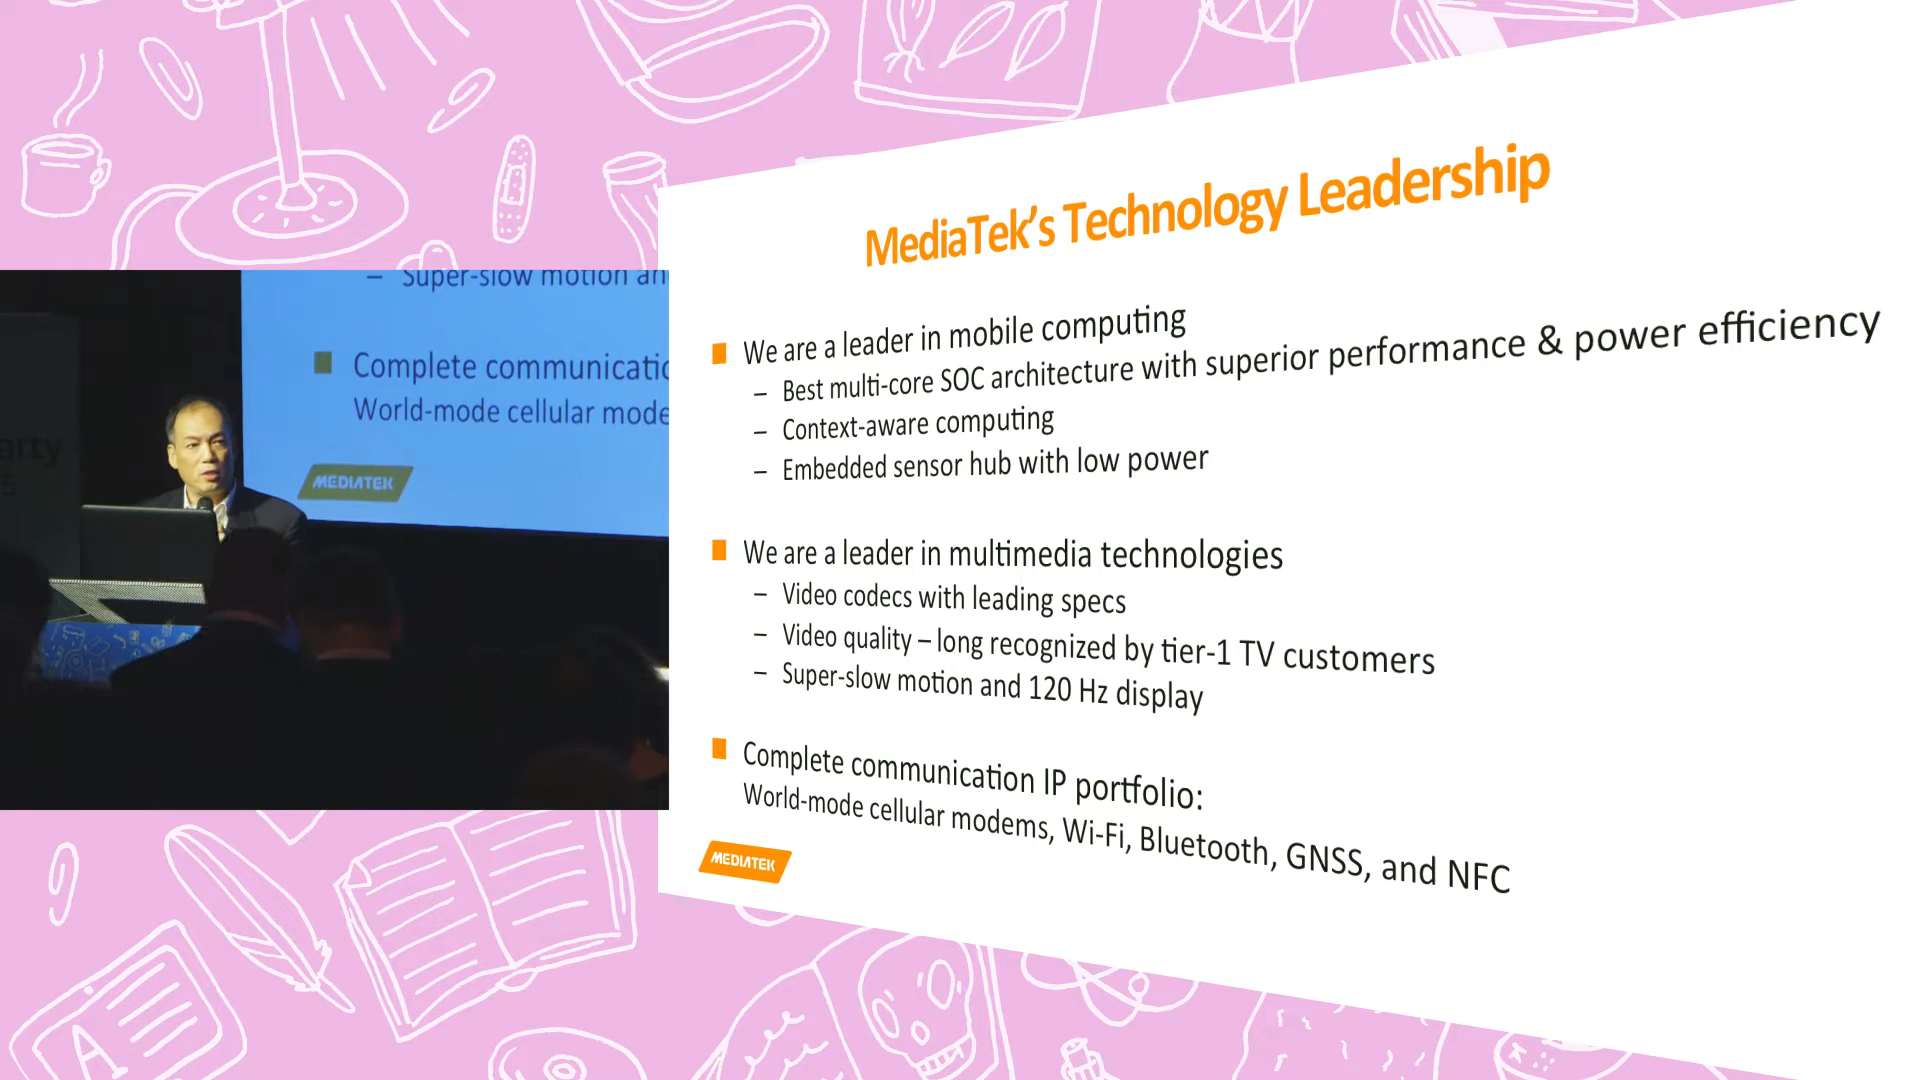 MediaTek's Technology Leadership
We are a leader in mobile computing
– Best multi-core SOC architecture with superior performance & power efficiency
– Context-aware computing
– Embedded sensor hub with low power
We are a leader in multimedia technologies
– Video codecs with leading specs
– Video quality – long recognized by tier-1 TV customers
– Super-slow motion and 120 Hz display
Complete communication IP portfolio:
World-mode cellular modems, Wi-Fi, Bluetooth, GNSS, and NFC
MEDIATEK
– Super-slow motion an
Complete communicatio
World-mode cellular mode
MEDIATEK
arty
S
A